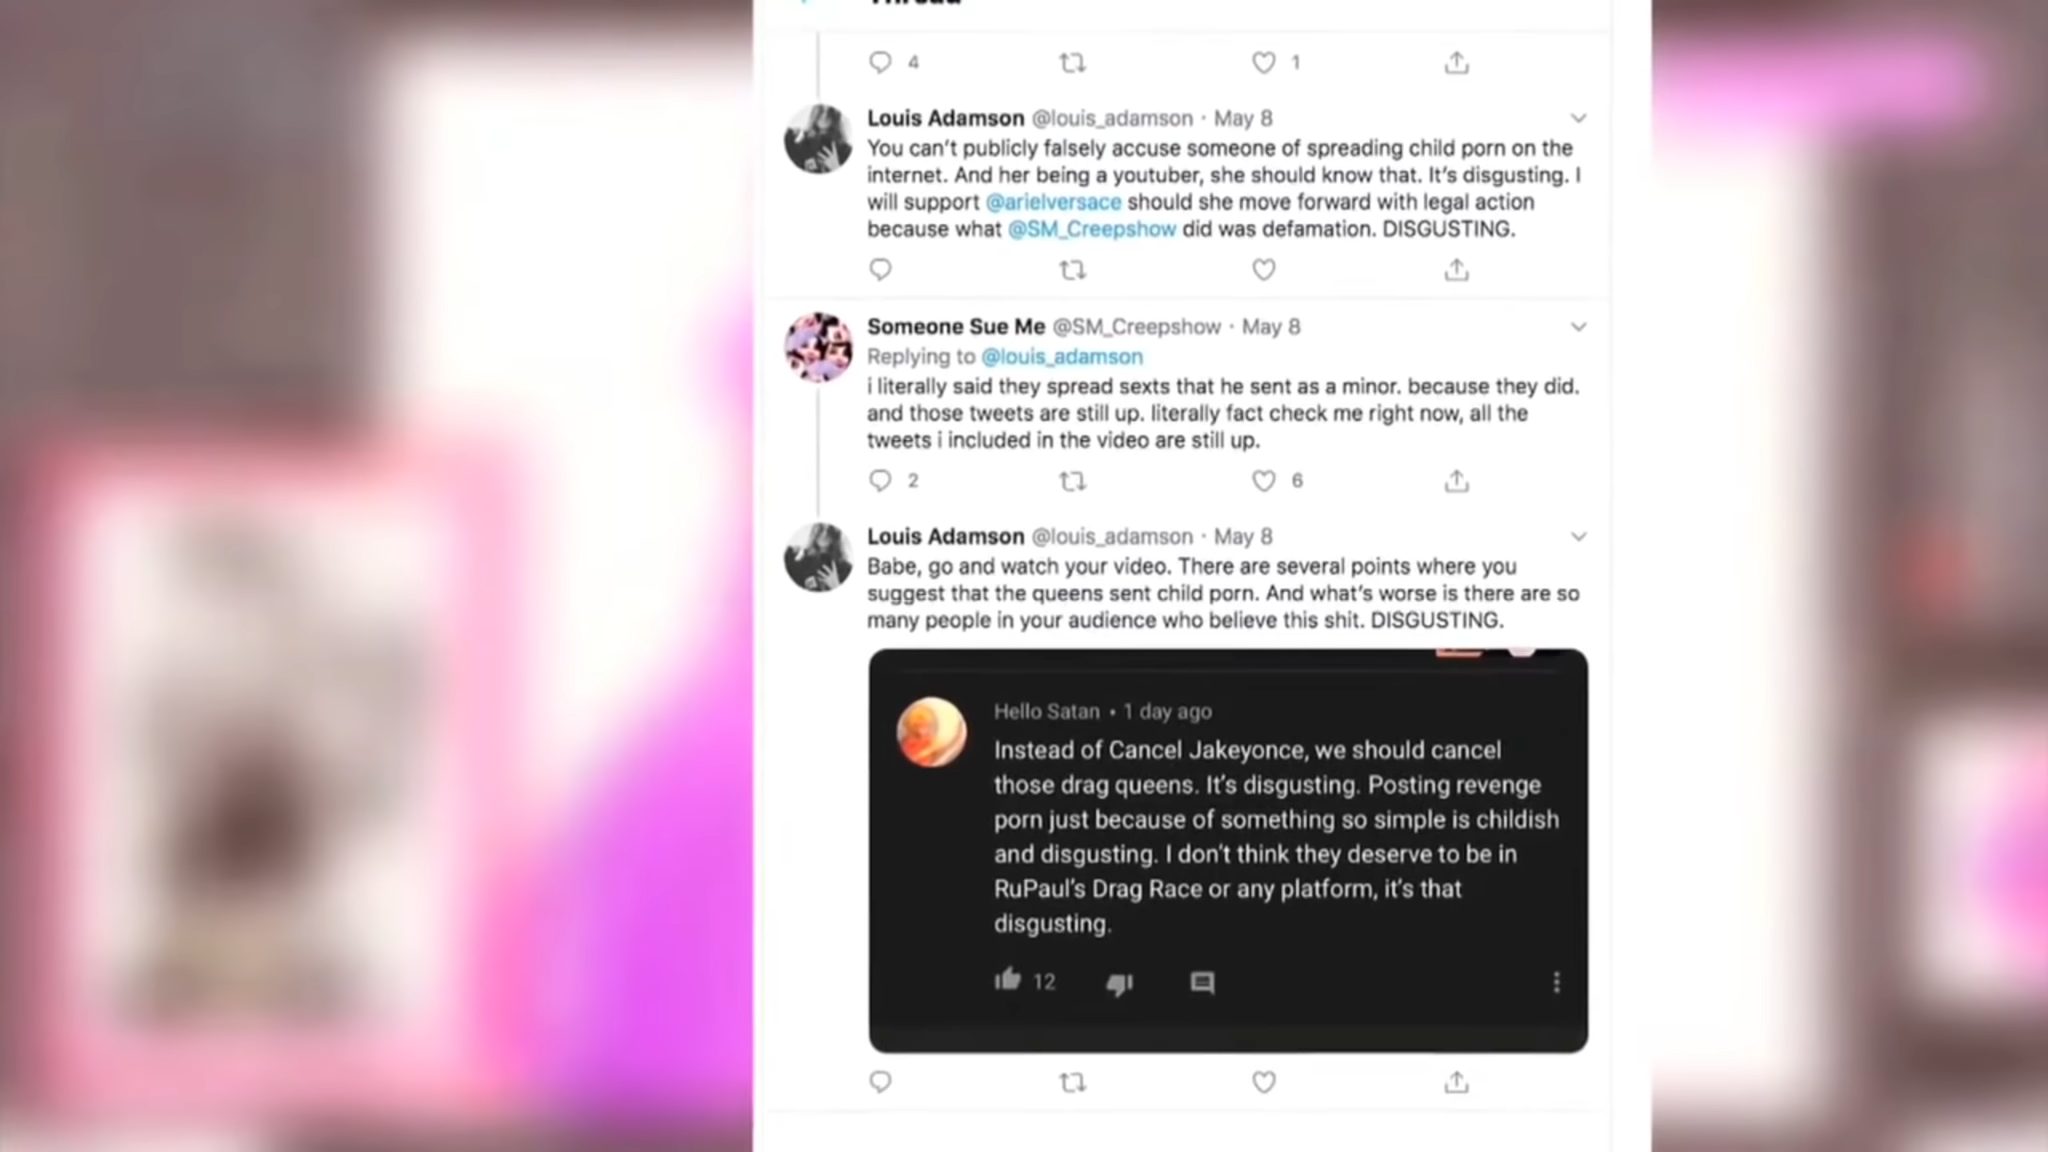 4 1
Louis Adamson @louis_adamson · May 8
You can't publicly falsely accuse someone of spreading child porn on the
internet. And her being a youtuber, she should know that. It's disgusting. I
will support @arielversace should she move forward with legal action
because what @SM_Creepshow did was defamation. DISGUSTING.
Someone Sue Me @SM_Creepshow · May 8
Replying to @louis_adamson
i literally said they spread sexts that he sent as a minor. because they did.
and those tweets are still up. literally fact check me right now, all the
tweets i included in the video are still up.
2 6
Louis Adamson @louis_adamson · May 8
Babe, go and watch your video. There are several points where you
suggest that the queens sent child porn. And what's worse is there are so
many people in your audience who believe this shit. DISGUSTING.
Hello Satan • 1 day ago
Instead of Cancel Jakeyonce, we should cancel
those drag queens. It's disgusting. Posting revenge
porn just because of something so simple is childish
and disgusting. I don't think they deserve to be in
RuPaul's Drag Race or any platform, it's that
disgusting.
12